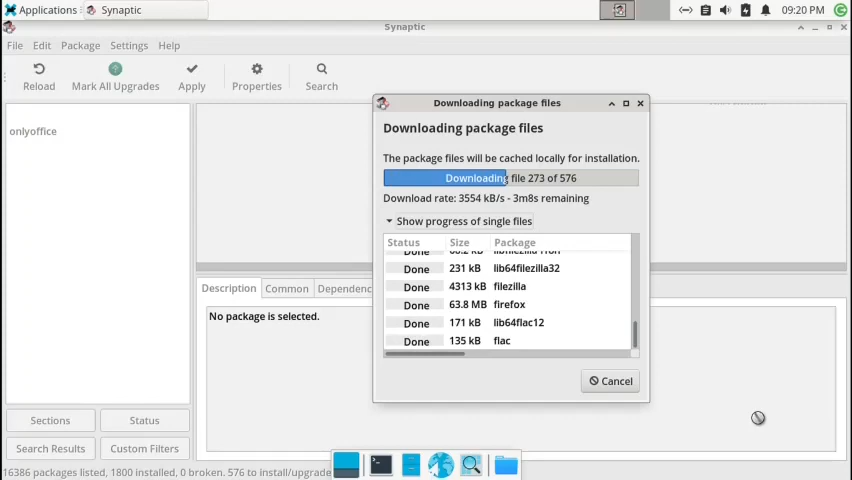 Applications
Synaptic
09:20 PM
Synaptic
File Edit Package Settings Help
Reload
Mark All Upgrades
Apply
Properties
Search
onlyoffice
Downloading package files
Downloading package files
The package files will be cached locally for installation.
Downloading file 273 of 576
Download rate: 3554 kB/s - 3m8s remaining
Show progress of single files
Status Size Package
Done
Done 231 kB lib64filezilla32
Done 4313 kB filezilla
Done 63.8 MB firefox
Done 171 kB lib64flac12
Done 135 kB flac
Cancel
Description Common Dependenc
No package is selected.
Sections
Status
Search Results
Custom Filters
16386 packages listed, 1800 installed, 0 broken. 576 to install/upgrade